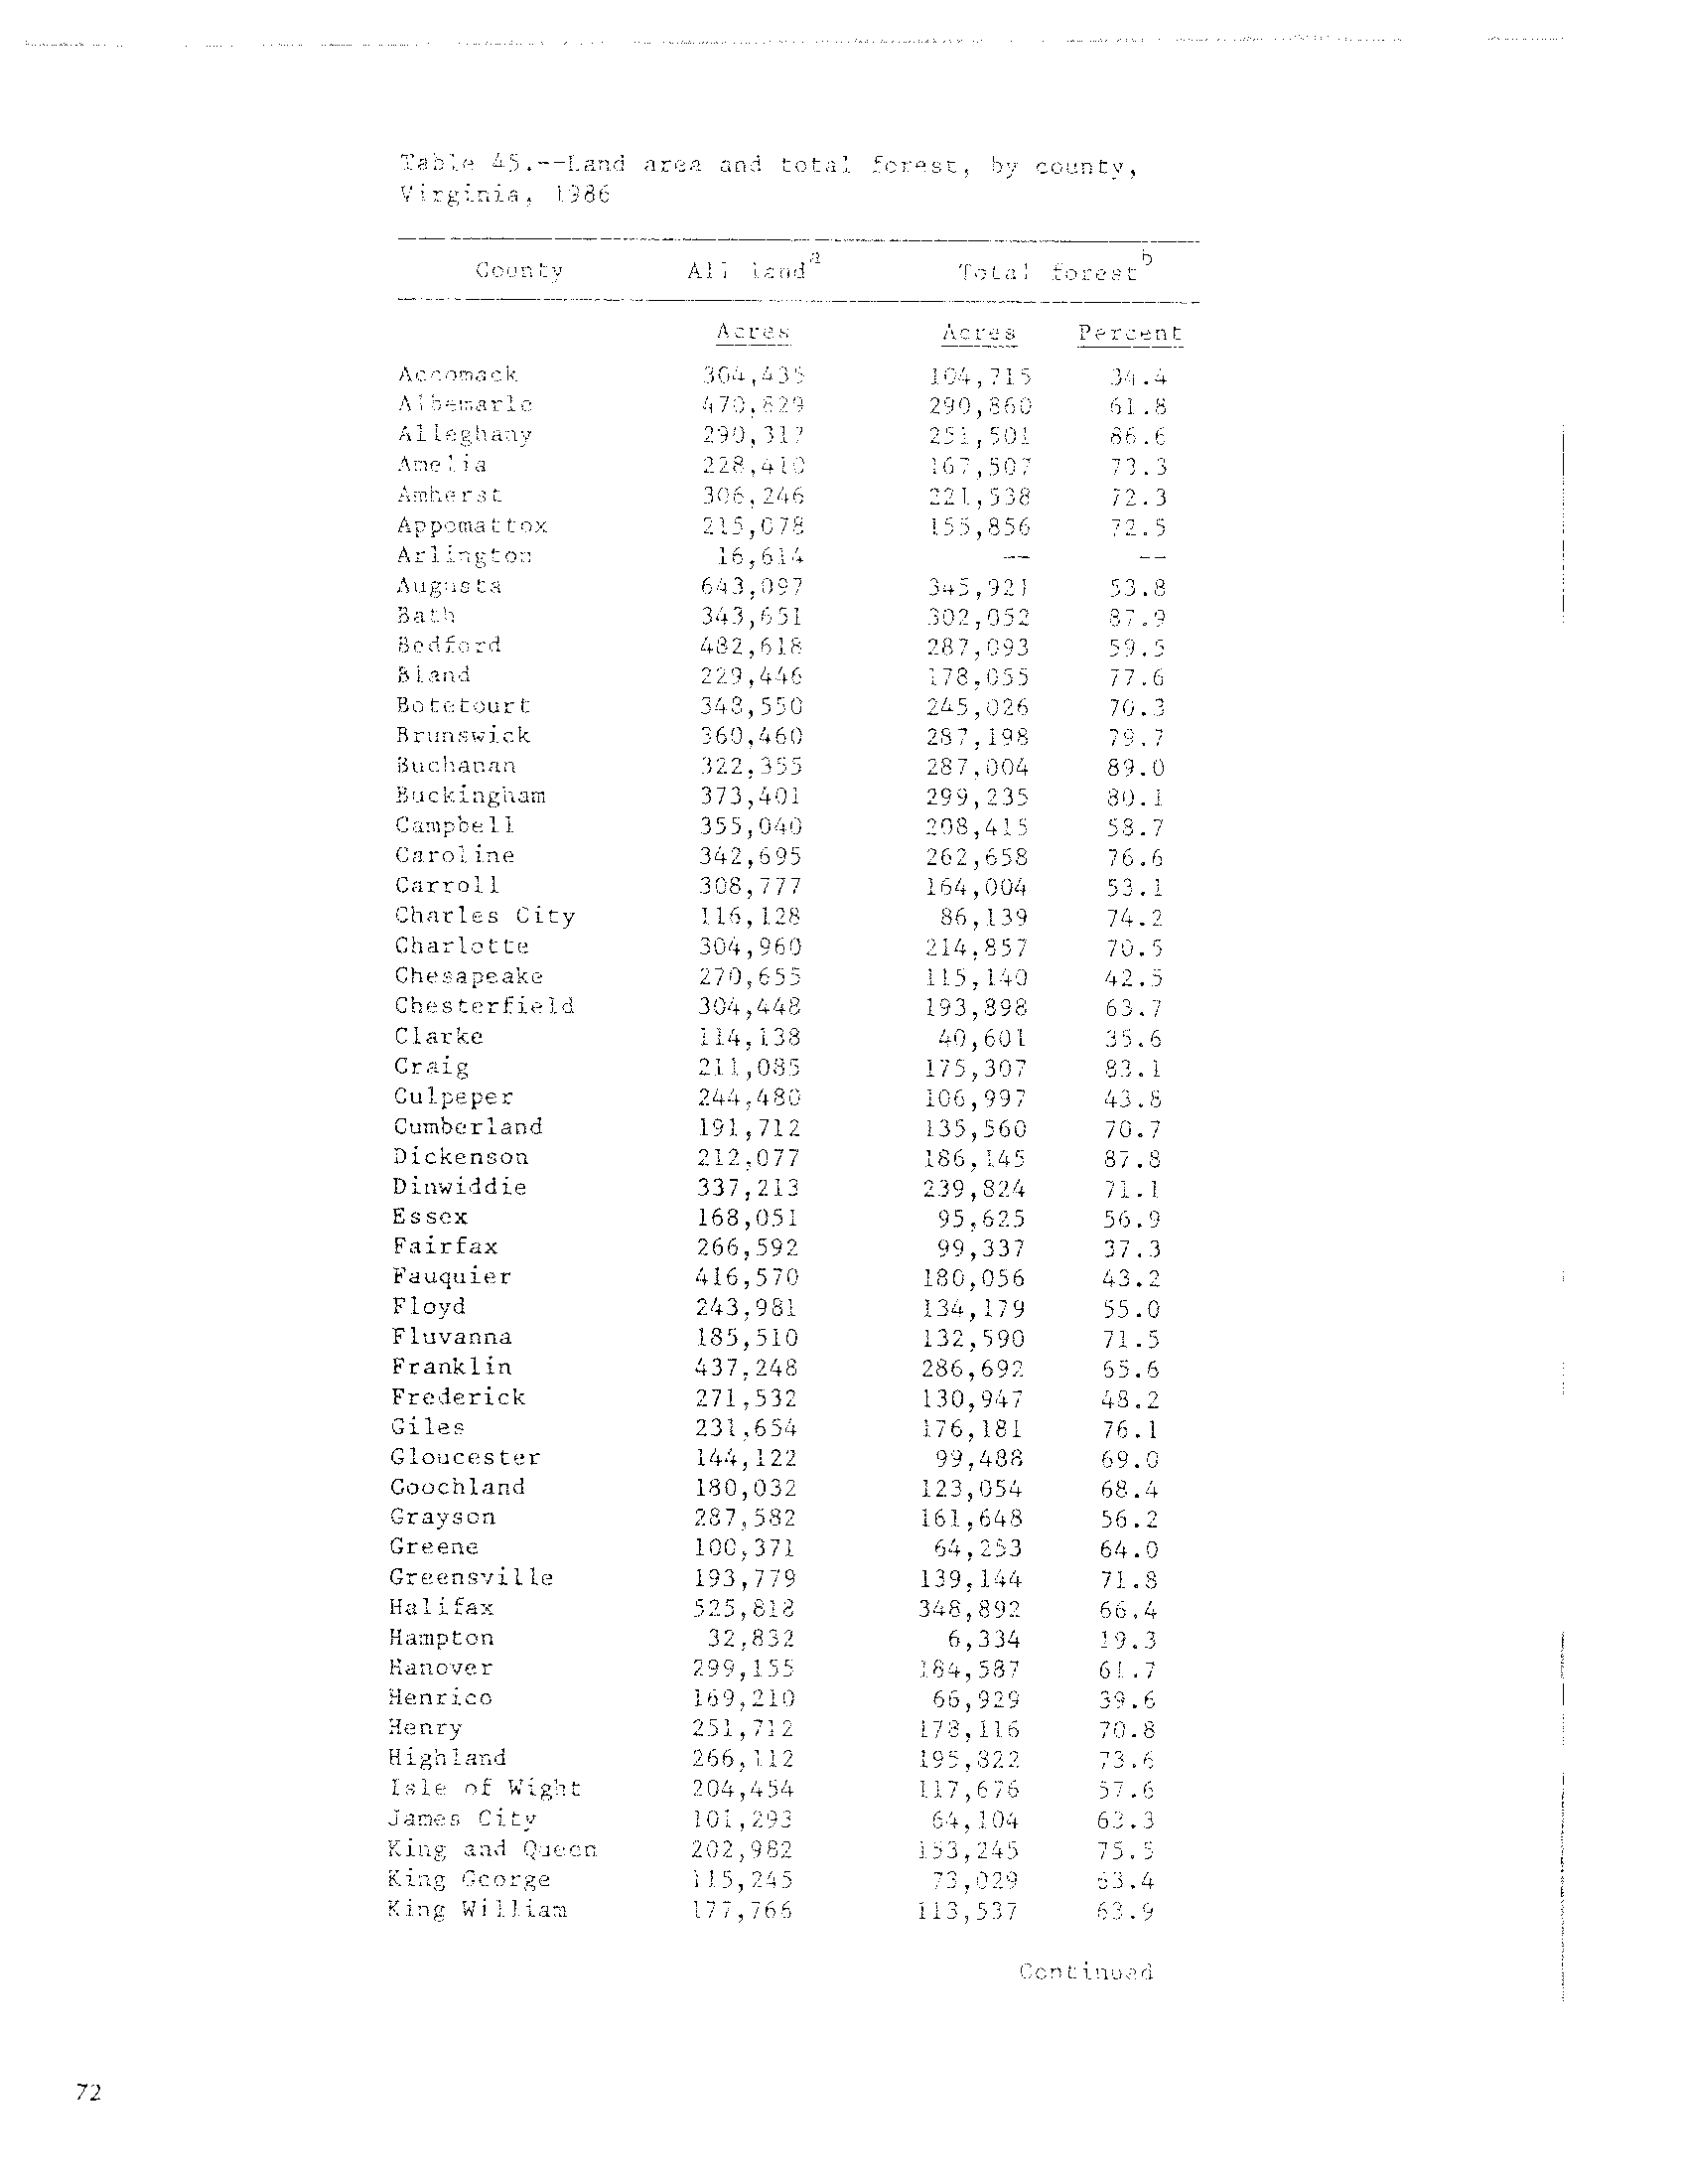 Table 45.--Land area and total forest, by county,
Virginia, 1986
County All land a Total forest b
Acres Acres Percent
Accomack 304,435 104,715 34.4
Albemarle 470,829 290,860 61.8
Alleghany 290,317 251,501 86.6
Amelia 228,410 167,507 73.3
Amherst 306,246 221,538 72.3
Appomattox 215,078 155,856 72.5
Arlington 16,614 -- --
Augusta 643,097 345,921 53.8
Bath 343,651 302,052 87.9
Bedford 482,618 287,093 59.5
Bland 229,446 178,055 77.6
Botetourt 348,550 245,026 70.3
Brunswick 360,460 287,198 79.7
Buchanan 322,355 287,004 89.0
Buckingham 373,401 299,235 80.1
Campbell 355,040 208,415 58.7
Caroline 342,695 262,658 76.6
Carroll 308,777 164,004 53.1
Charles City 116,128 86,139 74.2
Charlotte 304,960 214,857 70.5
Chesapeake 270,655 115,140 42.5
Chesterfield 304,448 193,898 63.7
Clarke 114,138 40,601 35.6
Craig 211,085 175,307 83.1
Culpeper 244,480 106,997 43.8
Cumberland 191,712 135,560 70.7
Dickenson 212,077 186,145 87.8
Dinwiddie 337,213 239,824 71.1
Essex 168,051 95,625 56.9
Fairfax 266,592 99,337 37.3
Fauquier 416,570 180,056 43.2
Floyd 243,981 134,179 55.0
Fluvanna 185,510 132,590 71.5
Franklin 437,248 286,692 65.6
Frederick 271,532 130,947 48.2
Giles 231,654 176,181 76.1
Gloucester 144,122 99,488 69.0
Goochland 180,032 123,054 68.4
Grayson 287,582 161,648 56.2
Greene 100,371 64,253 64.0
Greensville 193,779 139,144 71.8
Halifax 525,818 348,892 66.4
Hampton 32,832 6,334 19.3
Hanover 299,155 184,587 61.7
Henrico 169,210 66,929 39.6
Henry 251,712 178,116 70.8
Highland 266,112 195,822 73.6
Isle of Wight 204,454 117,676 57.6
James City 101,293 64,104 63.3
King and Queen 202,982 153,245 75.5
King George 115,245 73,029 63.4
King William 177,766 113,537 63.9
Continued
72